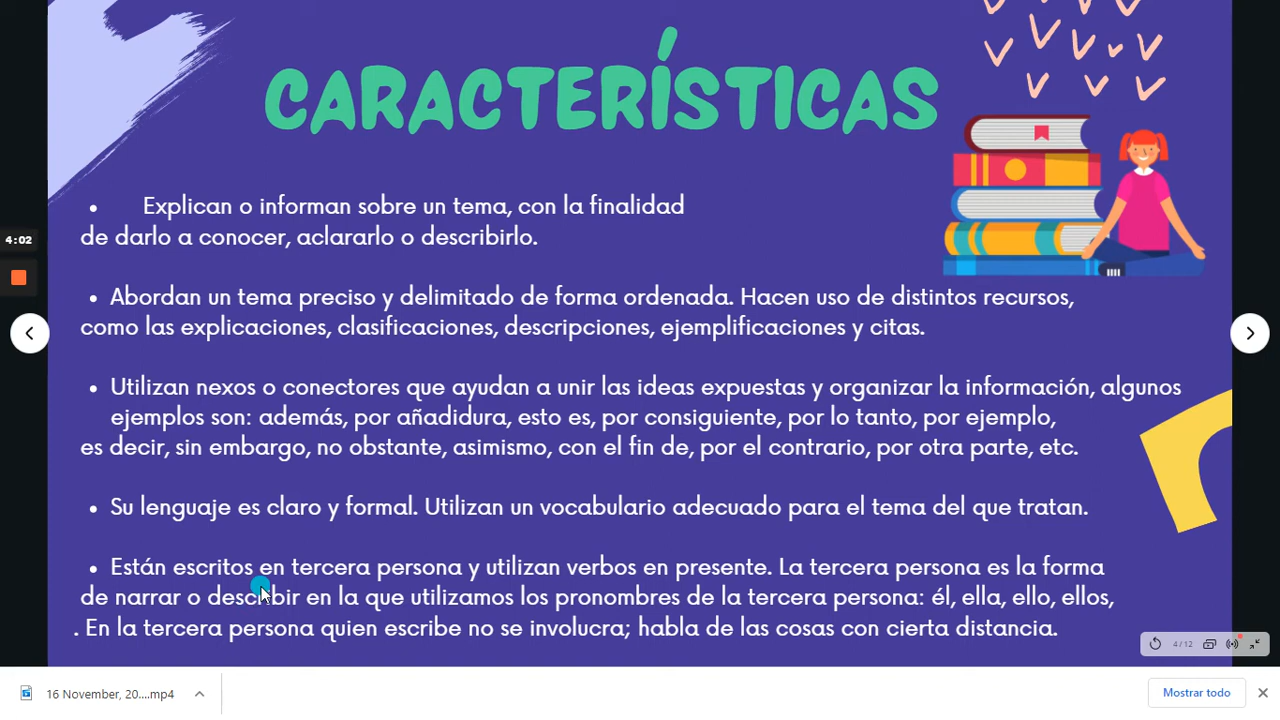 CARACTERÍSTICAS
• Explican o informan sobre un tema, con la finalidad
de darlo a conocer, aclararlo o describirlo.
4:02
• Abordan un tema preciso y delimitado de forma ordenada. Hacen uso de distintos recursos,
como las explicaciones, clasificaciones, descripciones, ejemplificaciones y citas.
• Utilizan nexos o conectores que ayudan a unir las ideas expuestas y organizar la información, algunos
ejemplos son: además, por añadidura, esto es, por consiguiente, por lo tanto, por ejemplo,
es decir, sin embargo, no obstante, asimismo, con el fin de, por el contrario, por otra parte, etc.
• Su lenguaje es claro y formal. Utilizan un vocabulario adecuado para el tema del que tratan.
• Están escritos en tercera persona y utilizan verbos en presente. La tercera persona es la forma
de narrar o describir en la que utilizamos los pronombres de la tercera persona: él, ella, ello, ellos,
. En la tercera persona quien escribe no se involucra; habla de las cosas con cierta distancia.
4/12
16 November, 20....mp4
Mostrar todo